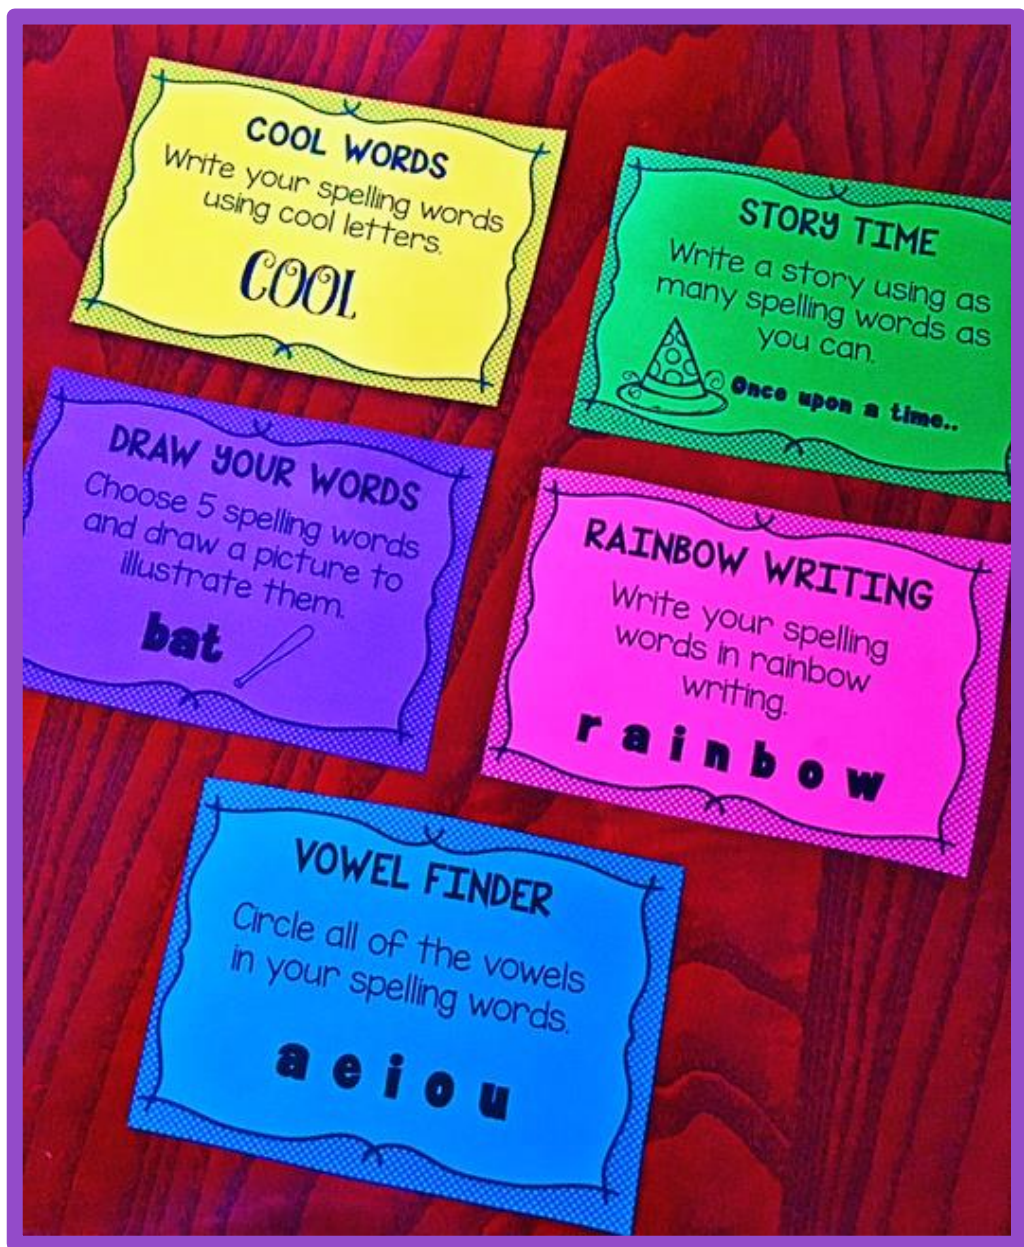 COOL WORDS
Write your spelling words
using cool letters.
COOL
STORY TIME
Write a story using as
many spelling words as
you can.
Once upon a time..
DRAW YOUR WORDS
Choose 5 spelling words
and draw a picture to
illustrate them.
bat
RAINBOW WRITING
Write your spelling
words in rainbow
writing.
r a i n b o w
VOWEL FINDER
Circle all of the vowels
in your spelling words.
a e i o u